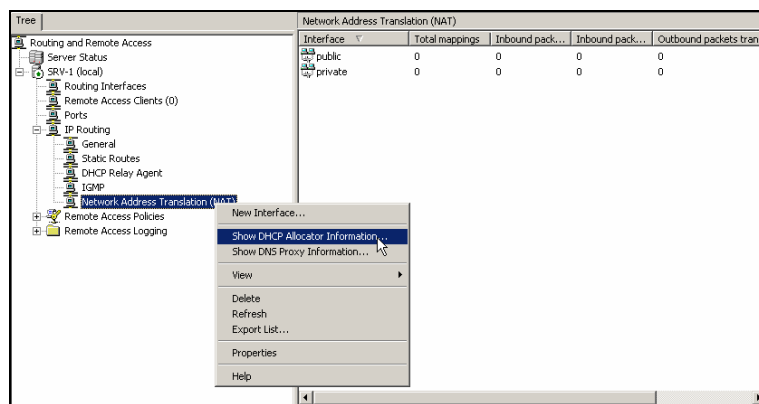 Tree
Network Address Translation (NAT)
Interface
Total mappings
Inbound pack...
Inbound pack...
Outbound packets tran
public
0
0
0
0
private
0
0
0
0
Routing and Remote Access
Server Status
SRV-1 (local)
Routing Interfaces
Remote Access Clients (0)
Ports
IP Routing
General
Static Routes
DHCP Relay Agent
IGMP
Network Address Translation (NAT)
Remote Access Policies
Remote Access Logging
New Interface...
Show DHCP Allocator Information...
Show DNS Proxy Information...
View
Delete
Refresh
Export List...
Properties
Help